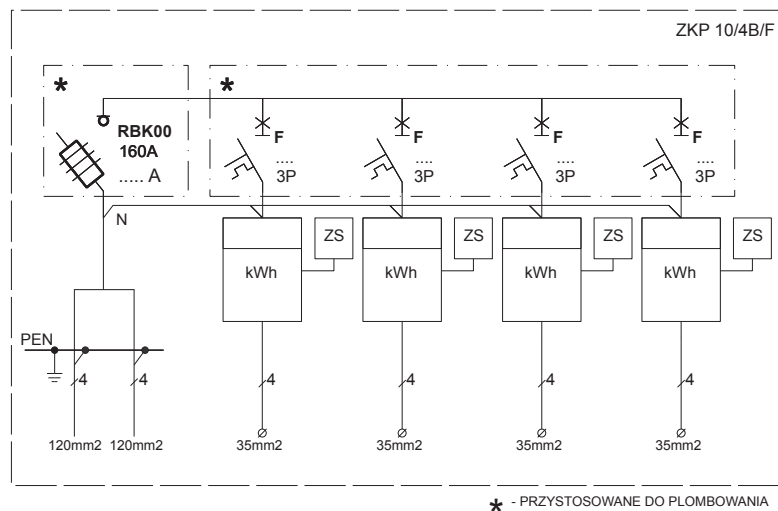 ZKP 10/4B/F
*
*
RBK00
160A
..... A
F
....
3P
F
....
3P
F
....
3P
F
....
3P
N
ZS
ZS
ZS
ZS
kWh
kWh
kWh
kWh
PEN
4
4
4
4
4
4
120mm2
120mm2
35mm2
35mm2
35mm2
35mm2
* - PRZYSTOSOWANE DO PLOMBOWANIA